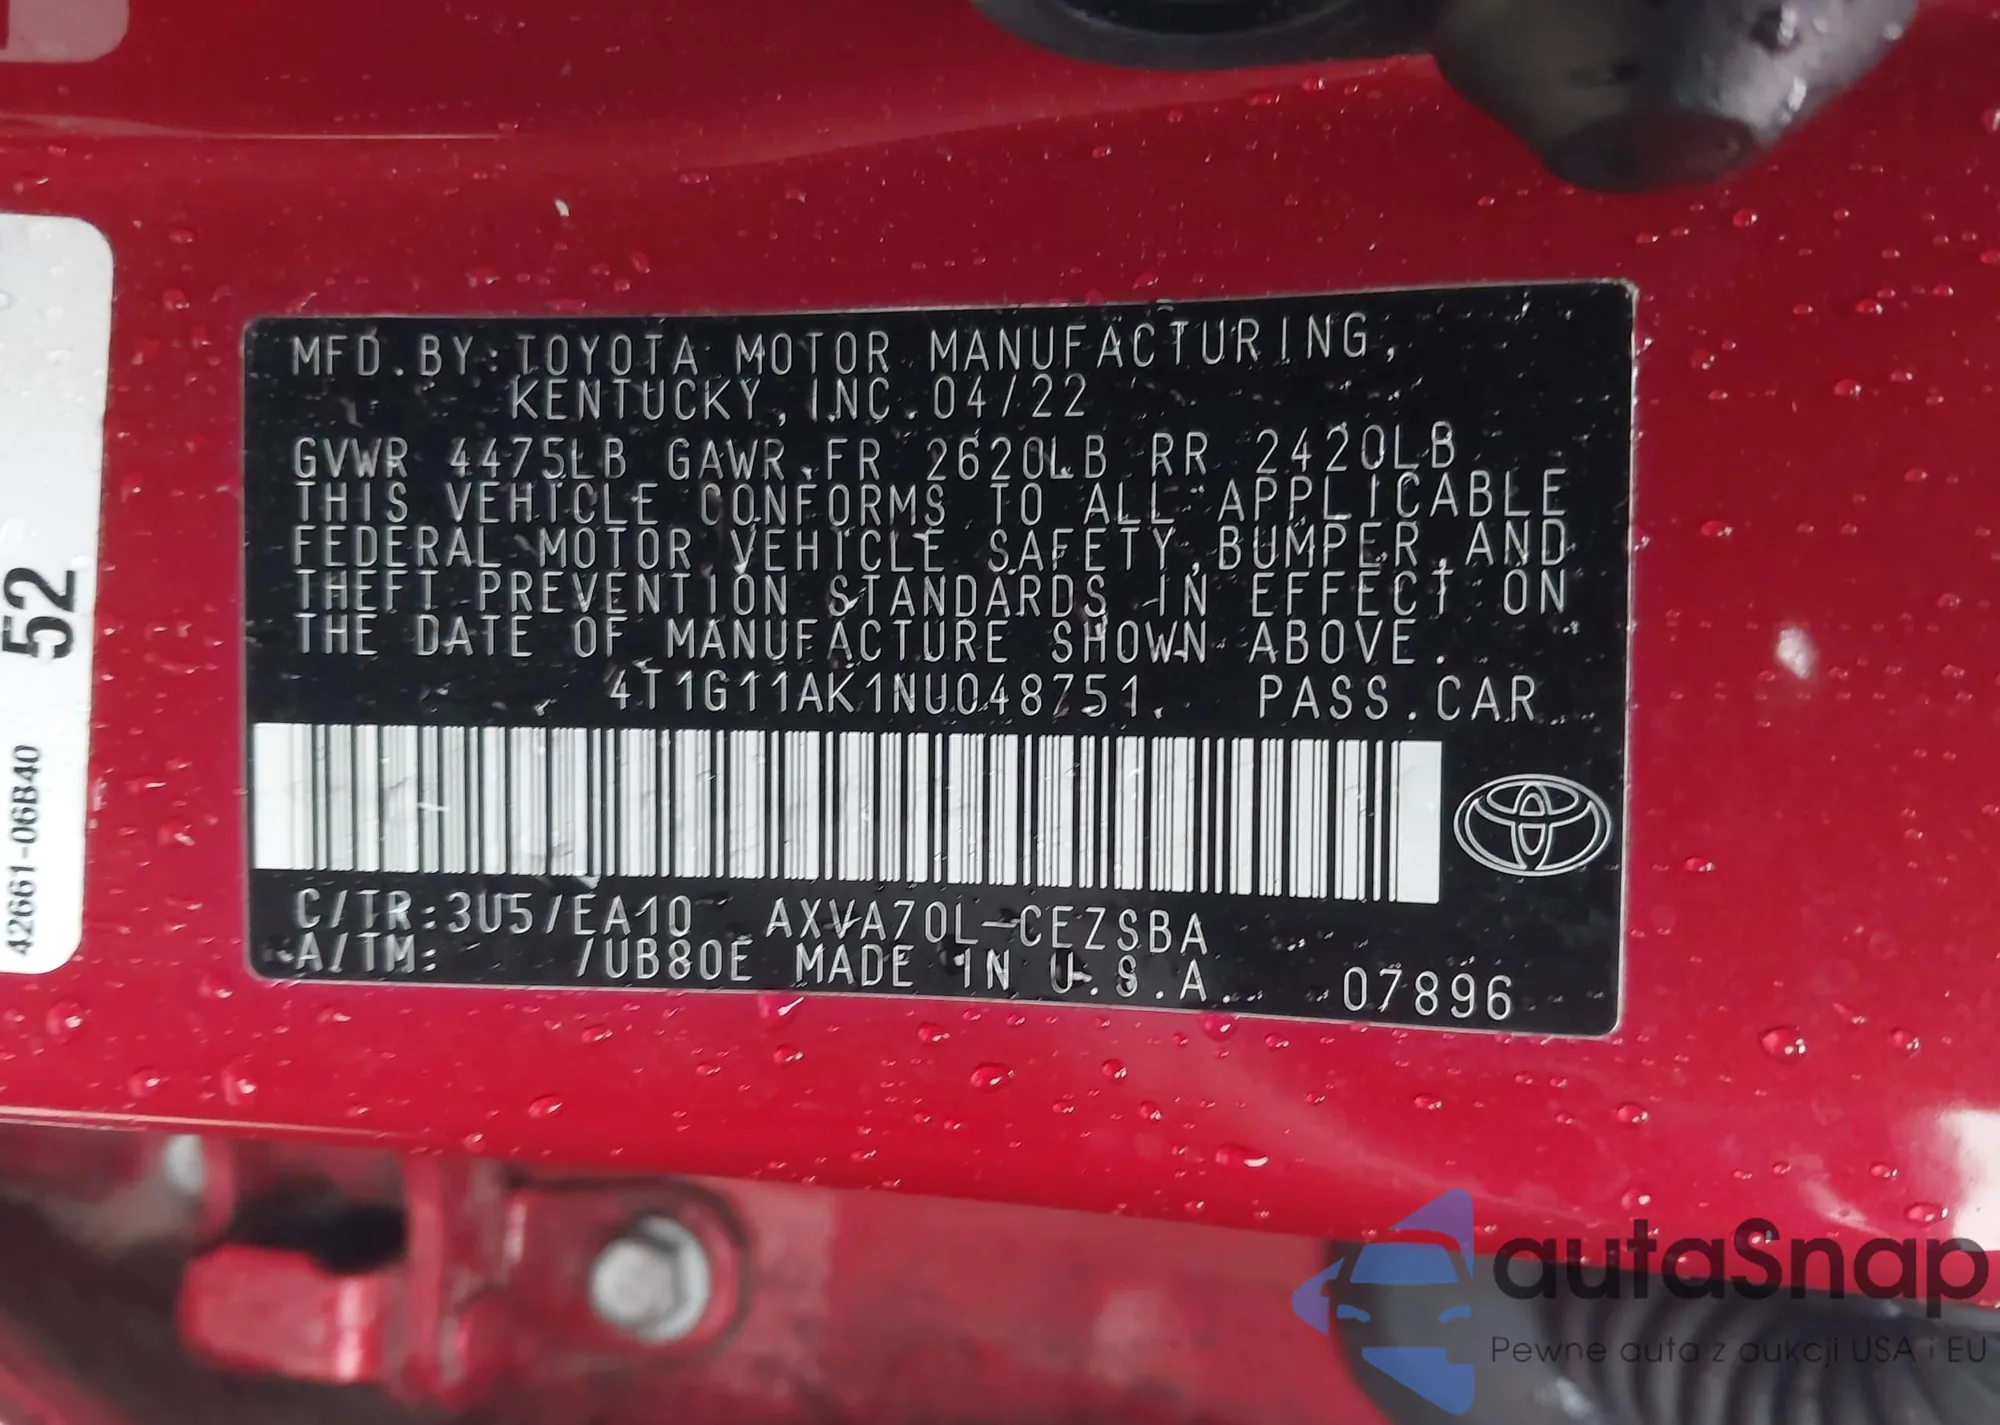 MFD.BY:TOYOTA MOTOR MANUFACTURING,
KENTUCKY, INC. 04/22
GVWR 4475LB GAWR.FR 2620LB RR 2420LB
THIS VEHICLE CONFORMS TO ALL APPLICABLE
FEDERAL MOTOR VEHICLE SAFETY,BUMPER,AND
THEFT PREVENTION STANDARDS IN EFFECT ON
THE DATE OF MANUFACTURE SHOWN ABOVE.
4T1G11AK1NU048751 PASS.CAR
C/TR:3U5/EA10 AXVA70L-CEZSBA
A/TM: /UB80E MADE IN U.S.A. 07896
52
42661-06B40
autaSnap
Pewne auta z aukcji USA i EU